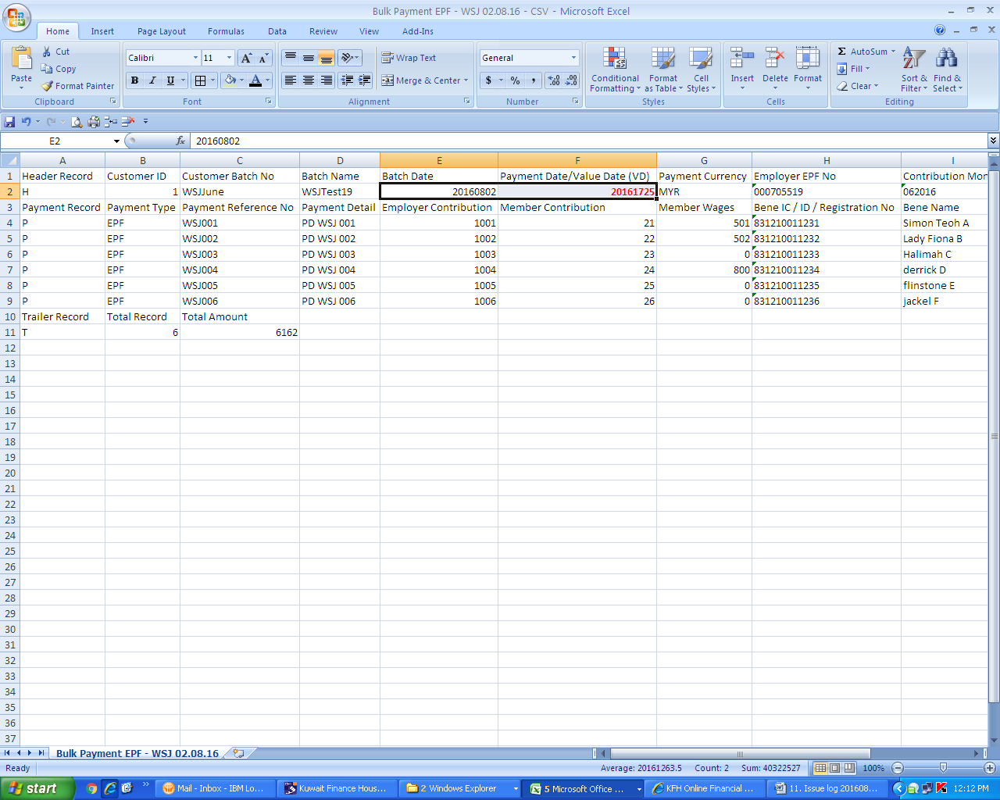 Bulk Payment EPF - WSJ 02.08.16 - CSV - Microsoft Excel
Home Insert Page Layout Formulas Data Review View Add-Ins
Paste Cut Copy Format Painter Clipboard
Calibri 11 B I U Font
Wrap Text Merge & Center Alignment
General $ % , .00 Number
Conditional Formatting Format as Table Cell Styles Styles
Insert Delete Format Cells
Σ AutoSum Fill Clear Sort & Filter Find & Select Editing
E2 fx 20160802
A B C D E F G H I
1 Header Record Customer ID Customer Batch No Batch Name Batch Date Payment Date/Value Date (VD) Payment Currency Employer EPF No Contribution Mon
2 H 1 WSJJune WSJTest19 20160802 20161725 MYR 000705519 062016
3 Payment Record Payment Type Payment Reference No Payment Detail Employer Contribution Member Contribution Member Wages Bene IC / ID / Registration No Bene Name
4 P EPF WSJ001 PD WSJ 001 1001 21 501 831210011231 Simon Teoh A
5 P EPF WSJ002 PD WSJ 002 1002 22 502 831210011232 Lady Fiona B
6 P EPF WSJ003 PD WSJ 003 1003 23 0 831210011233 Halimah C
7 P EPF WSJ004 PD WSJ 004 1004 24 800 831210011234 derrick D
8 P EPF WSJ005 PD WSJ 005 1005 25 0 831210011235 flinstone E
9 P EPF WSJ006 PD WSJ 006 1006 26 0 831210011236 jackel F
10 Trailer Record Total Record Total Amount
11 T 6 6162
12
13
14
15
16
17
18
19
20
21
22
23
24
25
26
27
28
29
30
31
32
33
34
35
36
37
Bulk Payment EPF - WSJ 02.08.16
Ready Average: 20161263.5 Count: 2 Sum: 40322527 100%
start Mail - Inbox - IBM Lo... Kuwait Finance Hous... 2 Windows Explorer 5 Microsoft Office ... KFH Online Financial ... 11. Issue log 201608... 12:12 PM